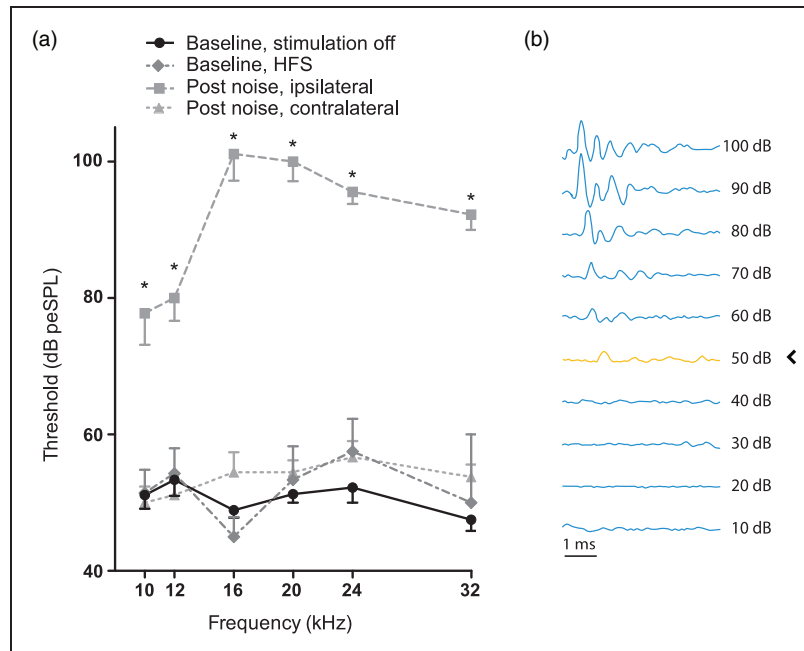 (a)
Baseline, stimulation off
Baseline, HFS
Post noise, ipsilateral
Post noise, contralateral
Threshold (dB peSPL)
100
80
60
40
* * * * * *
10 12 16 20 24 32
Frequency (kHz)
(b)
100 dB
90 dB
80 dB
70 dB
60 dB
50 dB
40 dB
30 dB
20 dB
10 dB
1 ms